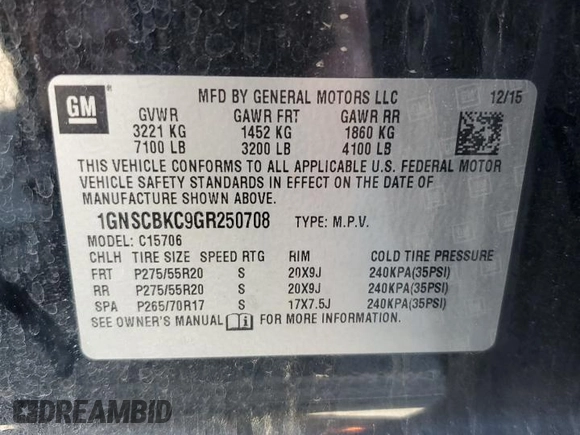 GM
MFD BY GENERAL MOTORS LLC 12/15
GVWR GAWR FRT GAWR RR
3221 KG 1452 KG 1860 KG
7100 LB 3200 LB 4100 LB
THIS VEHICLE CONFORMS TO ALL APPLICABLE U.S. FEDERAL MOTOR
VEHICLE SAFETY STANDARDS IN EFFECT ON THE DATE OF
MANUFACTURE SHOWN ABOVE.
1GNSCBKC9GR250708 TYPE: M.P.V.
MODEL: C15706
CHL TIRE SIZE SPEED RTG RIM COLD TIRE PRESSURE
FRT P275/55R20 S 20X9J 240KPA(35PSI)
RR P275/55R20 S 20X9J 240KPA(35PSI)
SPA P265/70R17 S 17X7.5J 240KPA(35PSI)
SEE OWNER'S MANUAL FOR MORE INFORMATION.
DREAMBID